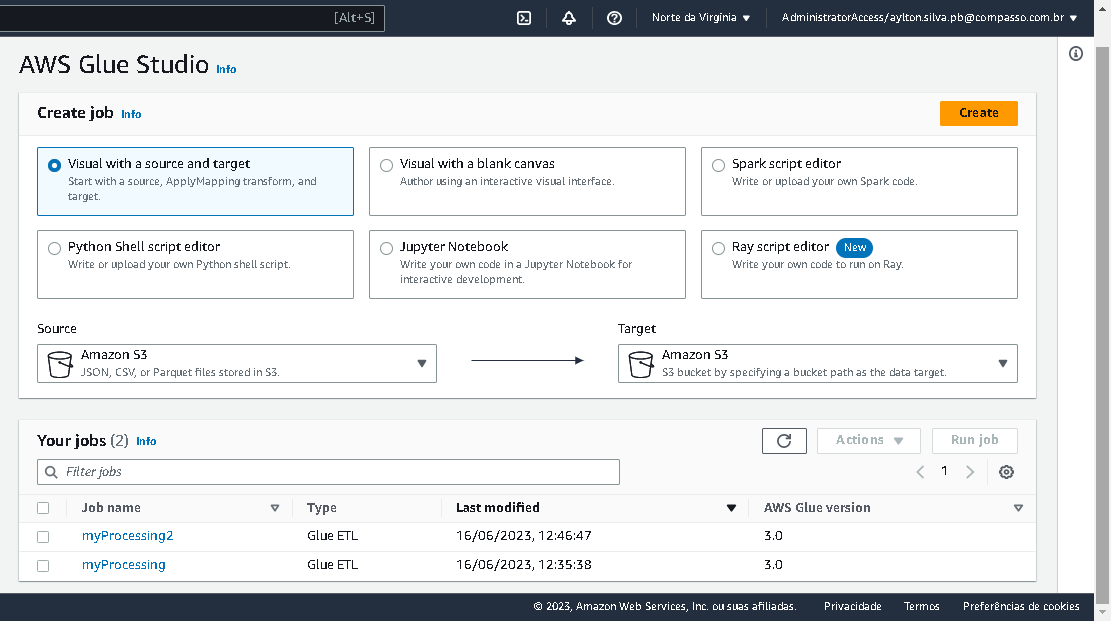 [Alt+S]
Norte da Virgínia
AdministratorAccess/aylton.silva.pb@compasso.com.br
AWS Glue Studio Info
Create job Info
Create
Visual with a source and target
Start with a source, ApplyMapping transform, and
target.
Visual with a blank canvas
Author using an interactive visual interface.
Spark script editor
Write or upload your own Spark code.
Python Shell script editor
Write or upload your own Python shell script.
Jupyter Notebook
Write your own code in a Jupyter Notebook for
interactive development.
Ray script editor New
Write your own code to run on Ray.
Source
Amazon S3
JSON, CSV, or Parquet files stored in S3.
Target
Amazon S3
S3 bucket by specifying a bucket path as the data target.
Your jobs (2) Info
Actions
Run job
Filter jobs
1
Job name Type Last modified AWS Glue version
myProcessing2 Glue ETL 16/06/2023, 12:46:47 3.0
myProcessing Glue ETL 16/06/2023, 12:35:38 3.0
© 2023, Amazon Web Services, Inc. ou suas afiliadas. Privacidade Termos Preferências de cookies